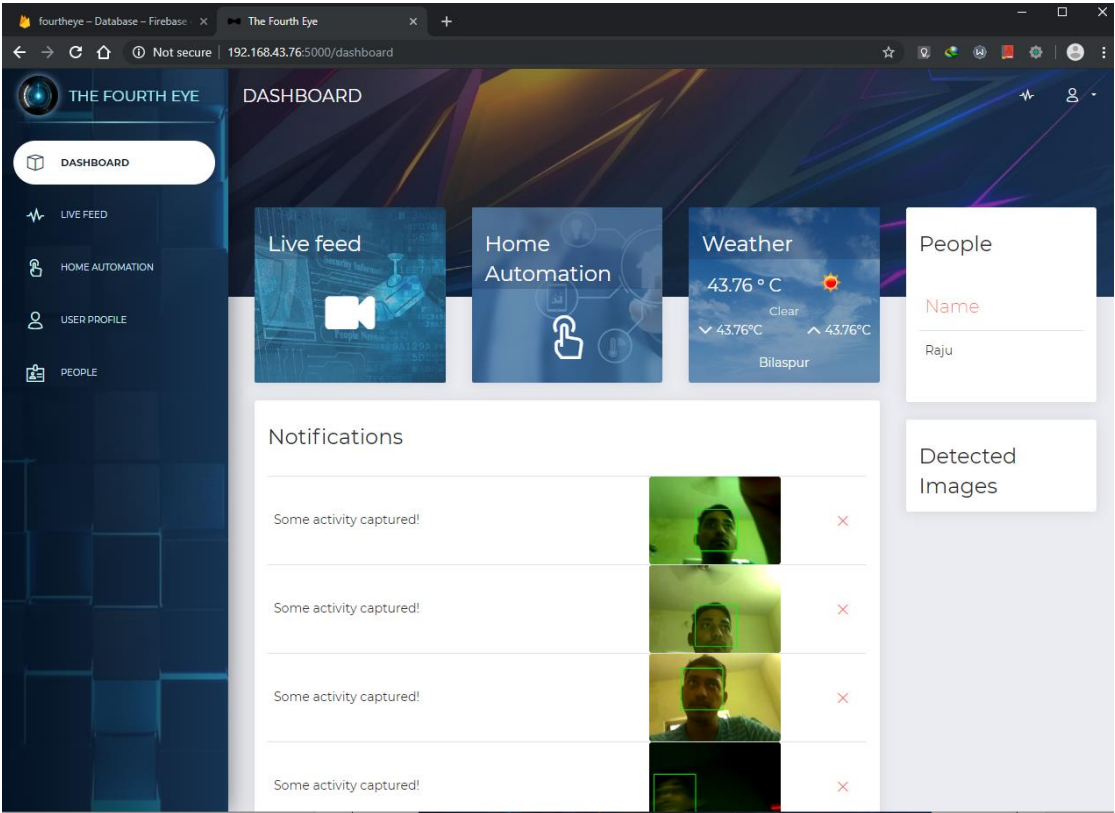 fourtheye – Database – Firebase
The Fourth Eye
Not secure | 192.168.43.76:5000/dashboard
THE FOURTH EYE
DASHBOARD
DASHBOARD
LIVE FEED
HOME AUTOMATION
USER PROFILE
PEOPLE
Live feed
Home
Automation
Weather
43.76 ° C
Clear
43.76°C
43.76°C
Bilaspur
People
Name
Raju
Notifications
Some activity captured!
Some activity captured!
Some activity captured!
Some activity captured!
Detected
Images